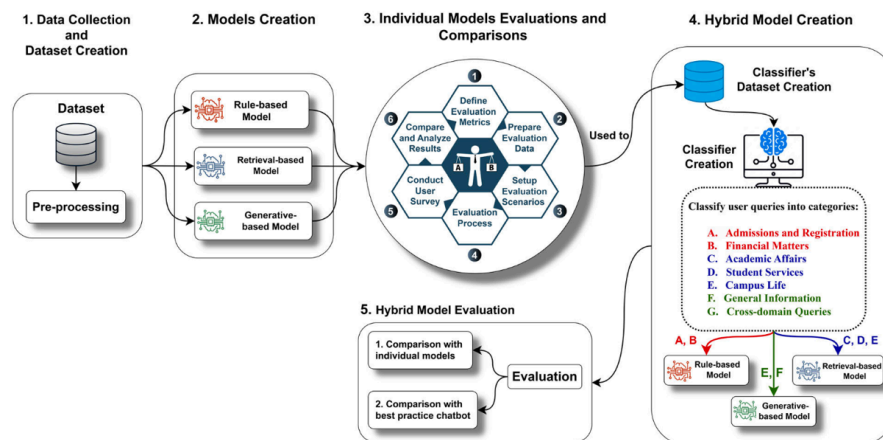 1. Data Collection
and
Dataset Creation
Dataset
Pre-processing
2. Models Creation
Rule-based
Model
Retrieval-based
Model
Generative-
based Model
3. Individual Models Evaluations and
Comparisons
1
Define
Evaluation
Metrics
2
Prepare
Evaluation
Data
3
Setup
Evaluation
Scenarios
4
Evaluation
Process
5
Conduct
User
Survey
6
Compare
and Analyze
Results
A
B
Used to
4. Hybrid Model Creation
Classifier's
Dataset Creation
Classifier
Creation
Classify user queries into categories:
A. Admissions and Registration
B. Financial Matters
C. Academic Affairs
D. Student Services
E. Campus Life
F. General Information
G. Cross-domain Queries
A, B
E, F
C, D, E
Rule-based
Model
Retrieval-based
Model
Generative-
based Model
5. Hybrid Model Evaluation
1. Comparison with
individual models
2. Comparison with
best practice chatbot
Evaluation